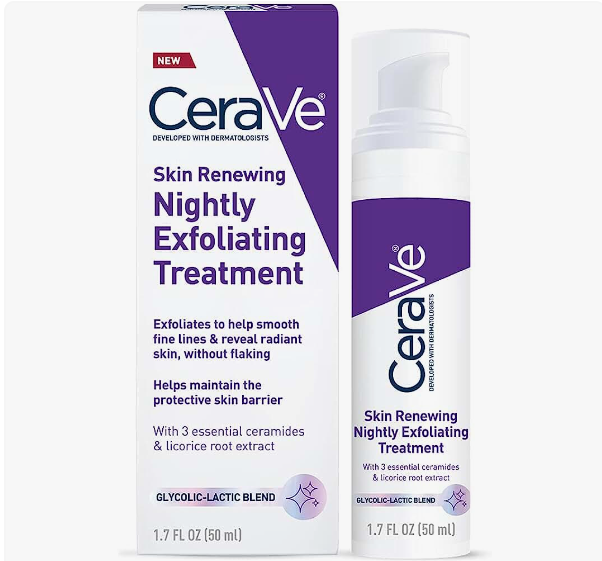 CeraVe
NEW
CeraVe®
DEVELOPED WITH DERMATOLOGISTS
Skin Renewing
Nightly
Exfoliating
Treatment
Exfoliates to help smooth
fine lines & reveal radiant
skin, without flaking
Helps maintain the
protective skin barrier
With 3 essential ceramides
& licorice root extract
GLYCOLIC-LACTIC BLEND
1.7 FL OZ (50 ml)
CeraVe®
DEVELOPED WITH DERMATOLOGISTS
Skin Renewing
Nightly Exfoliating
Treatment
With 3 essential ceramides
& licorice root extract
GLYCOLIC-LACTIC BLEND
1.7 FL OZ (50 ml)